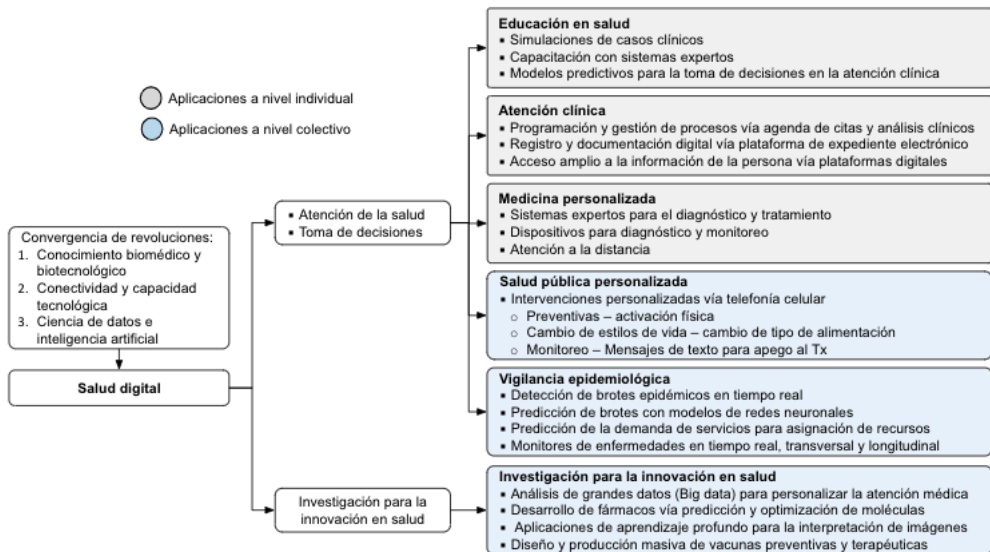 Aplicaciones a nivel individual
Aplicaciones a nivel colectivo
Convergencia de revoluciones:
1. Conocimiento biomédico y
biotecnológico
2. Conectividad y capacidad
tecnológica
3. Ciencia de datos e
inteligencia artificial
Salud digital
▪ Atención de la salud
▪ Toma de decisiones
Investigación para la
innovación en salud
Educación en salud
▪ Simulaciones de casos clínicos
▪ Capacitación con sistemas expertos
▪ Modelos predictivos para la toma de decisiones en la atención clínica
Atención clínica
▪ Programación y gestión de procesos vía agenda de citas y análisis clínicos
▪ Registro y documentación digital vía plataforma de expediente electrónico
▪ Acceso amplio a la información de la persona vía plataformas digitales
Medicina personalizada
▪ Sistemas expertos para el diagnóstico y tratamiento
▪ Dispositivos para diagnóstico y monitoreo
▪ Atención a la distancia
Salud pública personalizada
▪ Intervenciones personalizadas vía telefonía celular
○ Preventivas – activación física
○ Cambio de estilos de vida – cambio de tipo de alimentación
○ Monitoreo – Mensajes de texto para apego al Tx
Vigilancia epidemiológica
▪ Detección de brotes epidémicos en tiempo real
▪ Predicción de brotes con modelos de redes neuronales
▪ Predicción de la demanda de servicios para asignación de recursos
▪ Monitores de enfermedades en tiempo real, transversal y longitudinal
Investigación para la innovación en salud
▪ Análisis de grandes datos (Big data) para personalizar la atención médica
▪ Desarrollo de fármacos vía predicción y optimización de moléculas
▪ Aplicaciones de aprendizaje profundo para la interpretación de imágenes
▪ Diseño y producción masiva de vacunas preventivas y terapéuticas